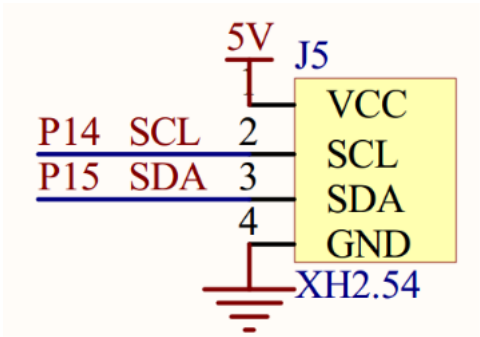 5V
J5
1
VCC
P14 SCL 2
SCL
P15 SDA 3
SDA
4
GND
XH2.54